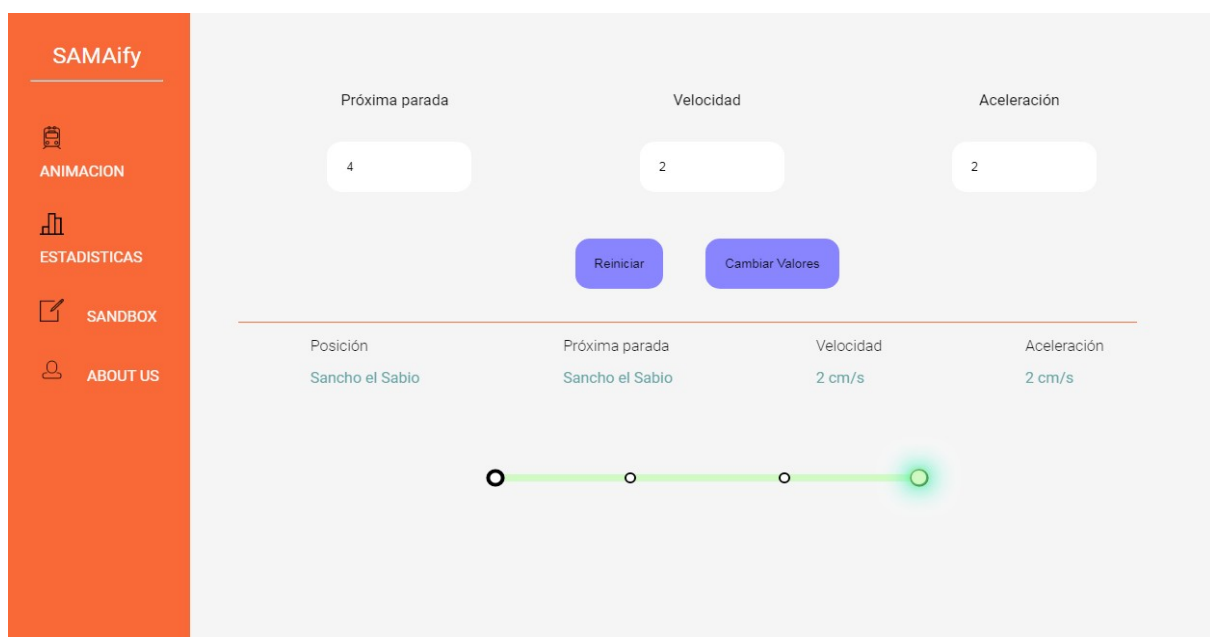 SAMAify
ANIMACION
ESTADISTICAS
SANDBOX
ABOUT US
Próxima parada Velocidad Aceleración
4 2 2
Reiniciar Cambiar Valores
Posición Próxima parada Velocidad Aceleración
Sancho el Sabio Sancho el Sabio 2 cm/s 2 cm/s